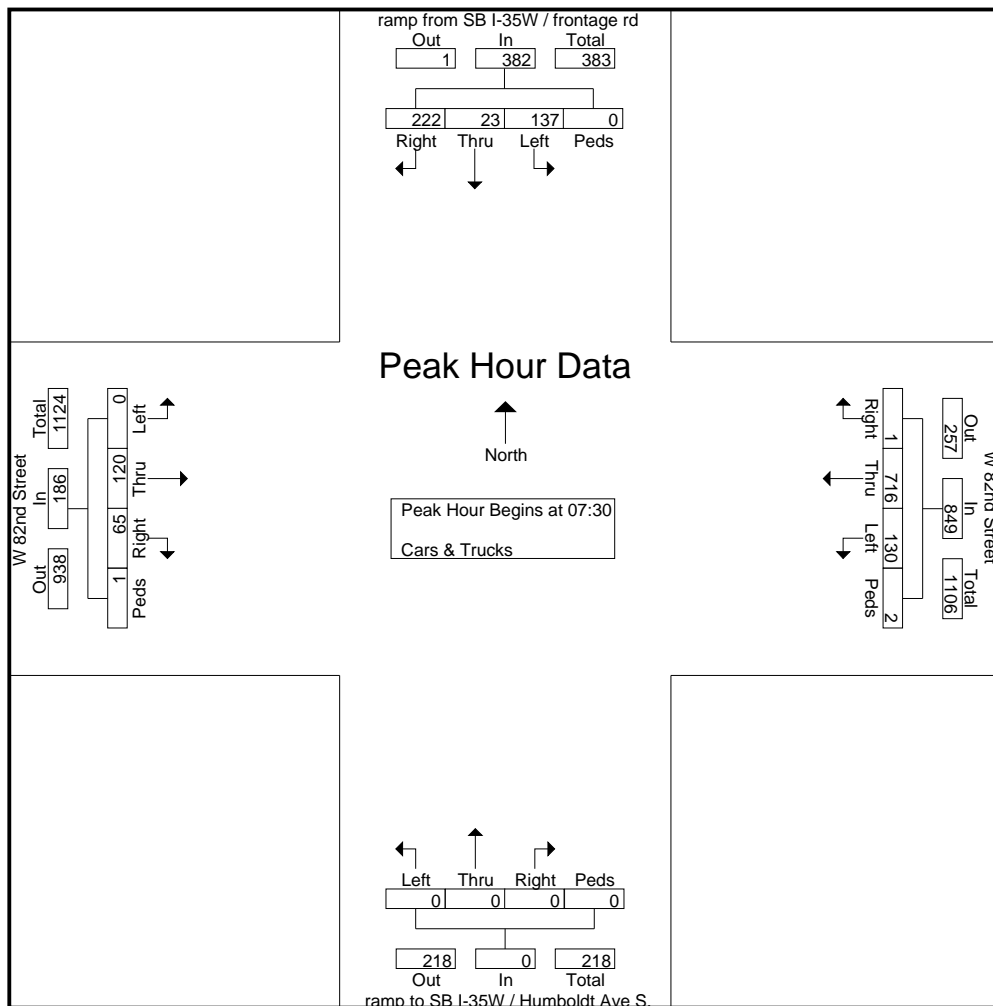 ramp from SB I-35W / frontage rd
Out In Total
1 382 383
222 23 137 0
Right Thru Left Peds
Peak Hour Data
North
Peak Hour Begins at 07:30
Cars & Trucks
W 82nd Street
Total In Out
1124 186 938
0 120 65 1
Left Thru Right Peds
W 82nd Street
Out In Total
257 849 1106
1 716 130 2
Right Thru Left Peds
Left Thru Right Peds
0 0 0 0
218 0 218
Out In Total
ramp to SB I-35W / Humboldt Ave S.